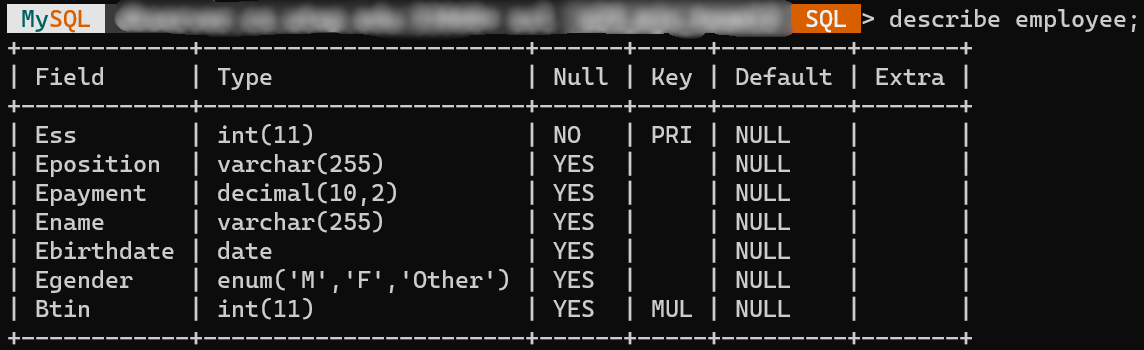 MySQL SQL > describe employee;
+-----------+-----------------------+------+-----+---------+-------+
| Field | Type | Null | Key | Default | Extra |
+-----------+-----------------------+------+-----+---------+-------+
| Ess | int(11) | NO | PRI | NULL | |
| Eposition | varchar(255) | YES | | NULL | |
| Epayment | decimal(10,2) | YES | | NULL | |
| Ename | varchar(255) | YES | | NULL | |
| Ebirthdate | date | YES | | NULL | |
| Egender | enum('M','F','Other') | YES | | NULL | |
| Btin | int(11) | YES | MUL | NULL | |
+-----------+-----------------------+------+-----+---------+-------+